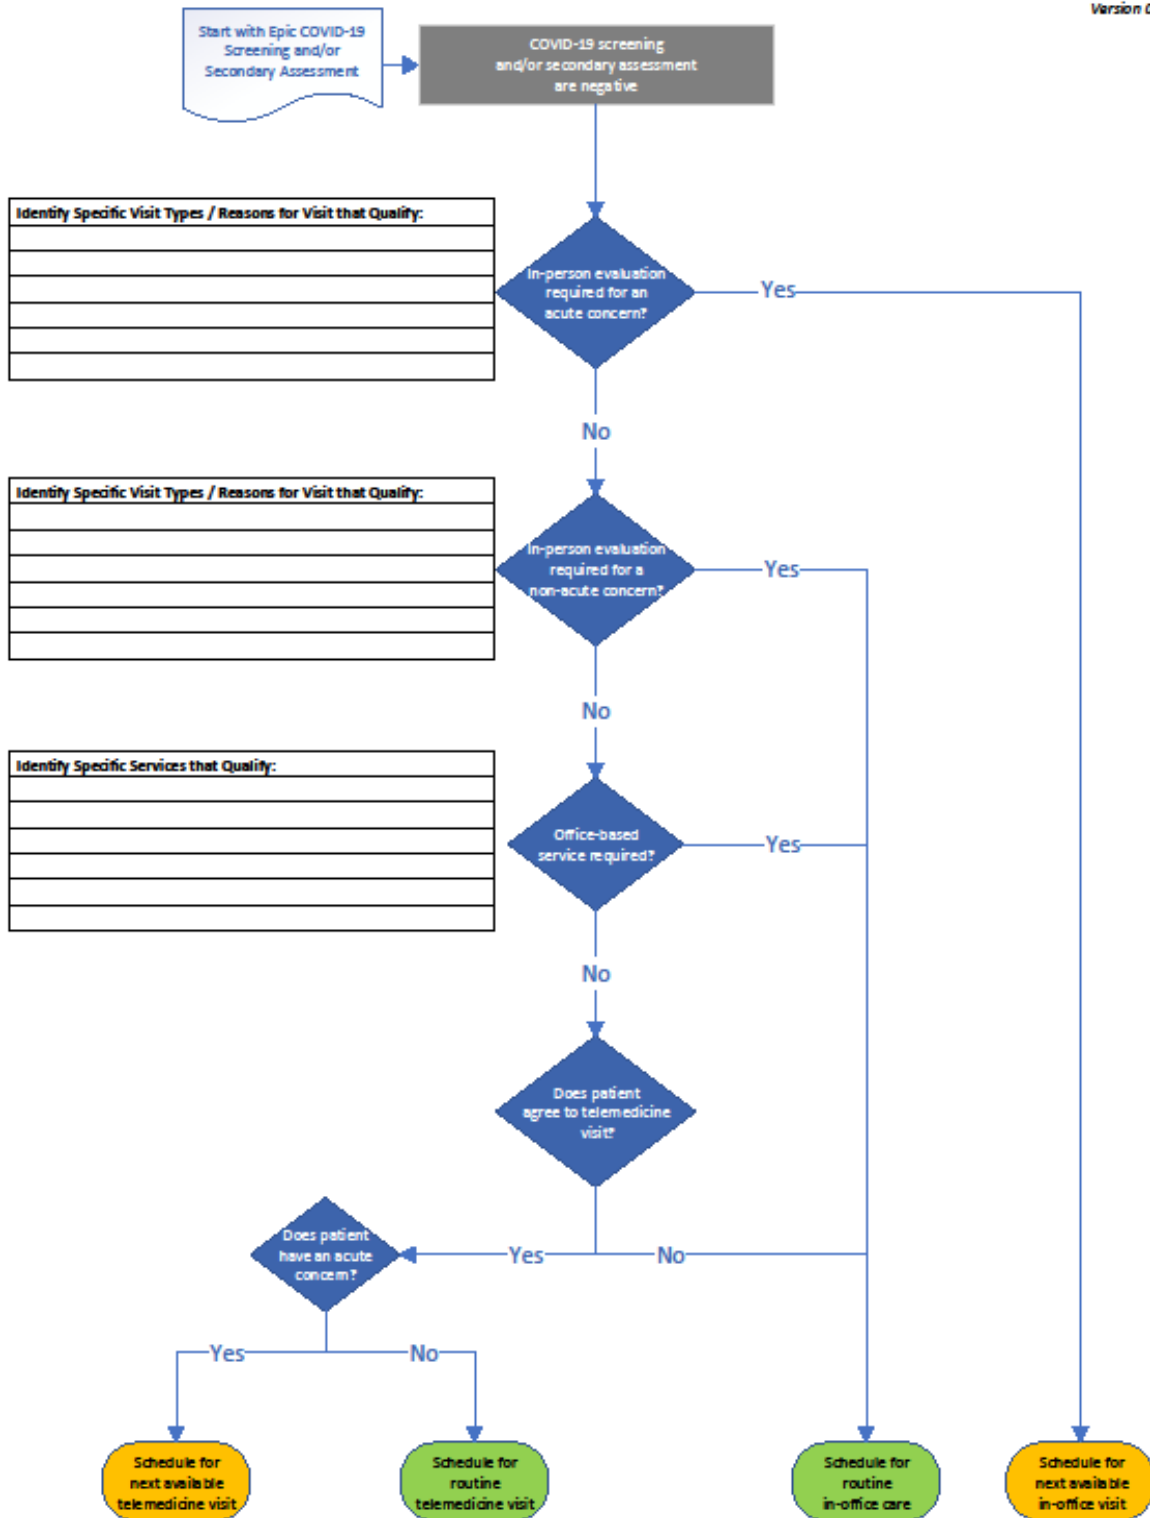 Version
Start with Epic COVID-19
Screening and/or
Secondary Assessment
COVID-19 screening
and/or secondary assessment
are negative
Identify Specific Visit Types / Reasons for Visit that Qualify:
In-person evaluation
required for an
acute concern?
Yes
No
Identify Specific Visit Types / Reasons for Visit that Qualify:
In-person evaluation
required for a
non-acute concern?
Yes
No
Identify Specific Services that Qualify:
Office-based
service required?
Yes
No
Does patient
agree to telemedicine
visit?
Does patient
have an acute
concern?
Yes
No
Yes
No
Schedule for
next available
telemedicine visit
Schedule for
routine
telemedicine visit
Schedule for
routine
in-office care
Schedule for
next available
in-office visit